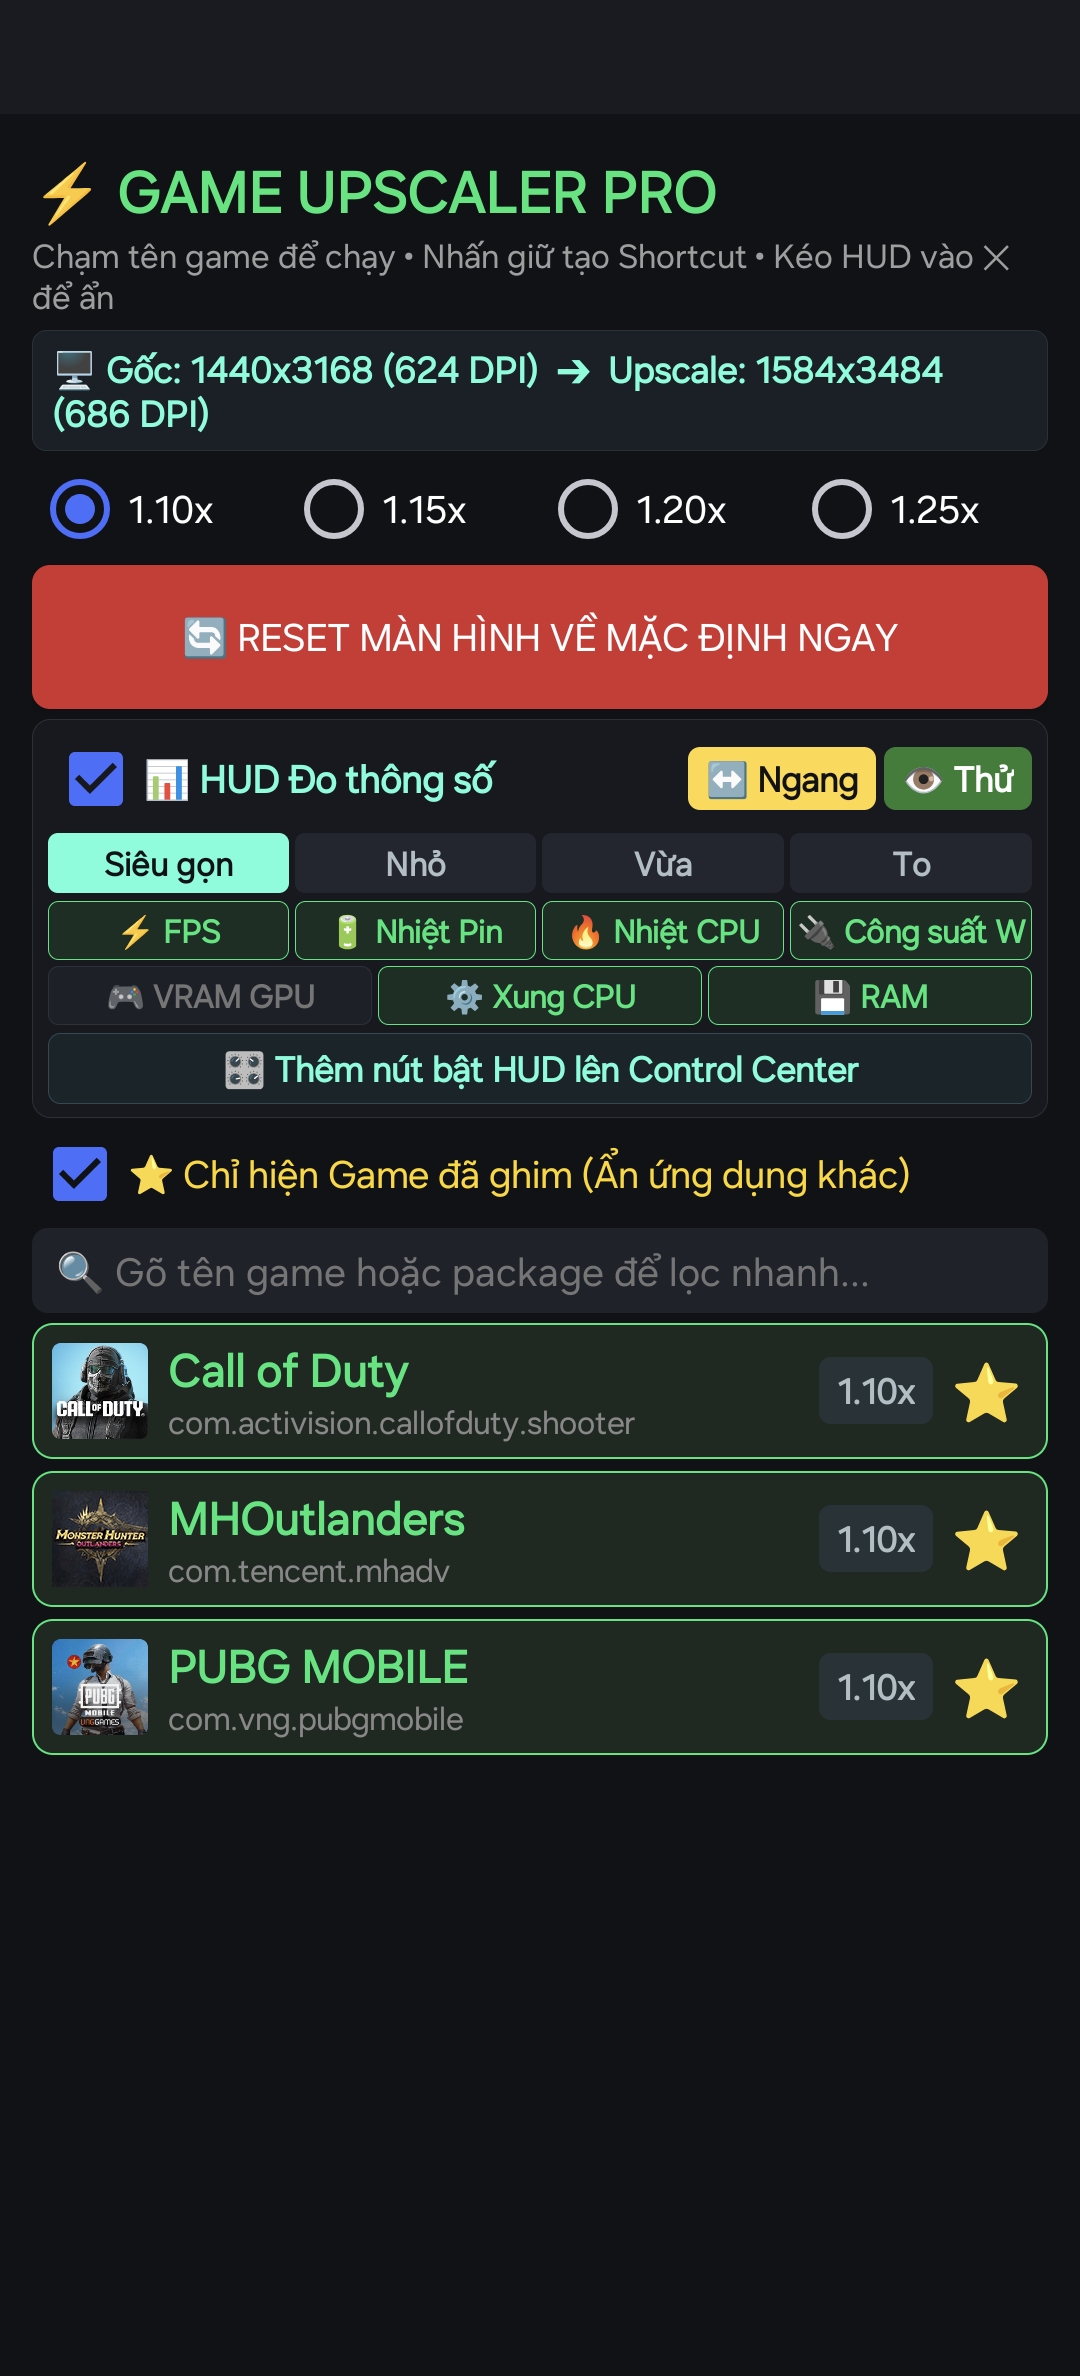 ⚡ GAME UPSCALER PRO
Chạm tên game để chạy • Nhấn giữ tạo Shortcut • Kéo HUD vào ✕
để ẩn
🖥️ Gốc: 1440x3168 (624 DPI) ➔ Upscale: 1584x3484
(686 DPI)
1.10x 1.15x 1.20x 1.25x
🔄 RESET MÀN HÌNH VỀ MẶC ĐỊNH NGAY
📊 HUD Đo thông số ↔️ Ngang 👁️ Thử
Siêu gọn Nhỏ Vừa To
⚡ FPS 🔋 Nhiệt Pin 🔥 Nhiệt CPU 🔌 Công suất W
🎮 VRAM GPU ⚙️ Xung CPU 💾 RAM
🎛️ Thêm nút bật HUD lên Control Center
⭐ Chỉ hiện Game đã ghim (Ẩn ứng dụng khác)
🔍 Gõ tên game hoặc package để lọc nhanh...
CALL OF DUTY
Call of Duty
com.activision.callofduty.shooter
1.10x ⭐
MONSTER HUNTER
OUTLANDERS
MHOutlanders
com.tencent.mhadv
1.10x ⭐
PUBG
MOBILE
VNGGAMES
PUBG MOBILE
com.vng.pubgmobile
1.10x ⭐